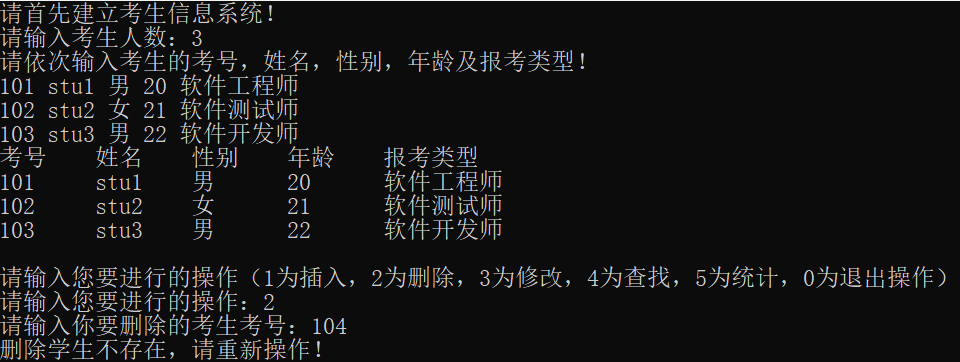 请首先建立考生信息系统！
请输入考生人数：3
请依次输入考生的考号，姓名，性别，年龄及报考类型！
101 stu1 男 20 软件工程师
102 stu2 女 21 软件测试师
103 stu3 男 22 软件开发师
考号 姓名 性别 年龄 报考类型
101 stu1 男 20 软件工程师
102 stu2 女 21 软件测试师
103 stu3 男 22 软件开发师
请输入您要进行的操作（1为插入，2为删除，3为修改，4为查找，5为统计，0为退出操作）
请输入您要进行的操作：2
请输入你要删除的考生考号：104
删除学生不存在，请重新操作！